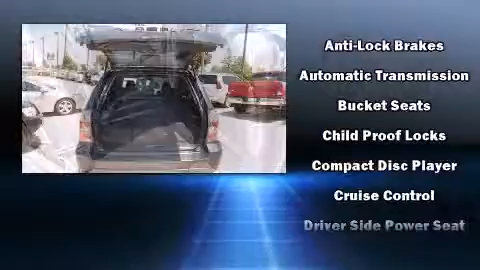 Anti-Lock Brakes
Automatic Transmission
Bucket Seats
Child Proof Locks
Compact Disc Player
Cruise Control
Driver Side Power Seat